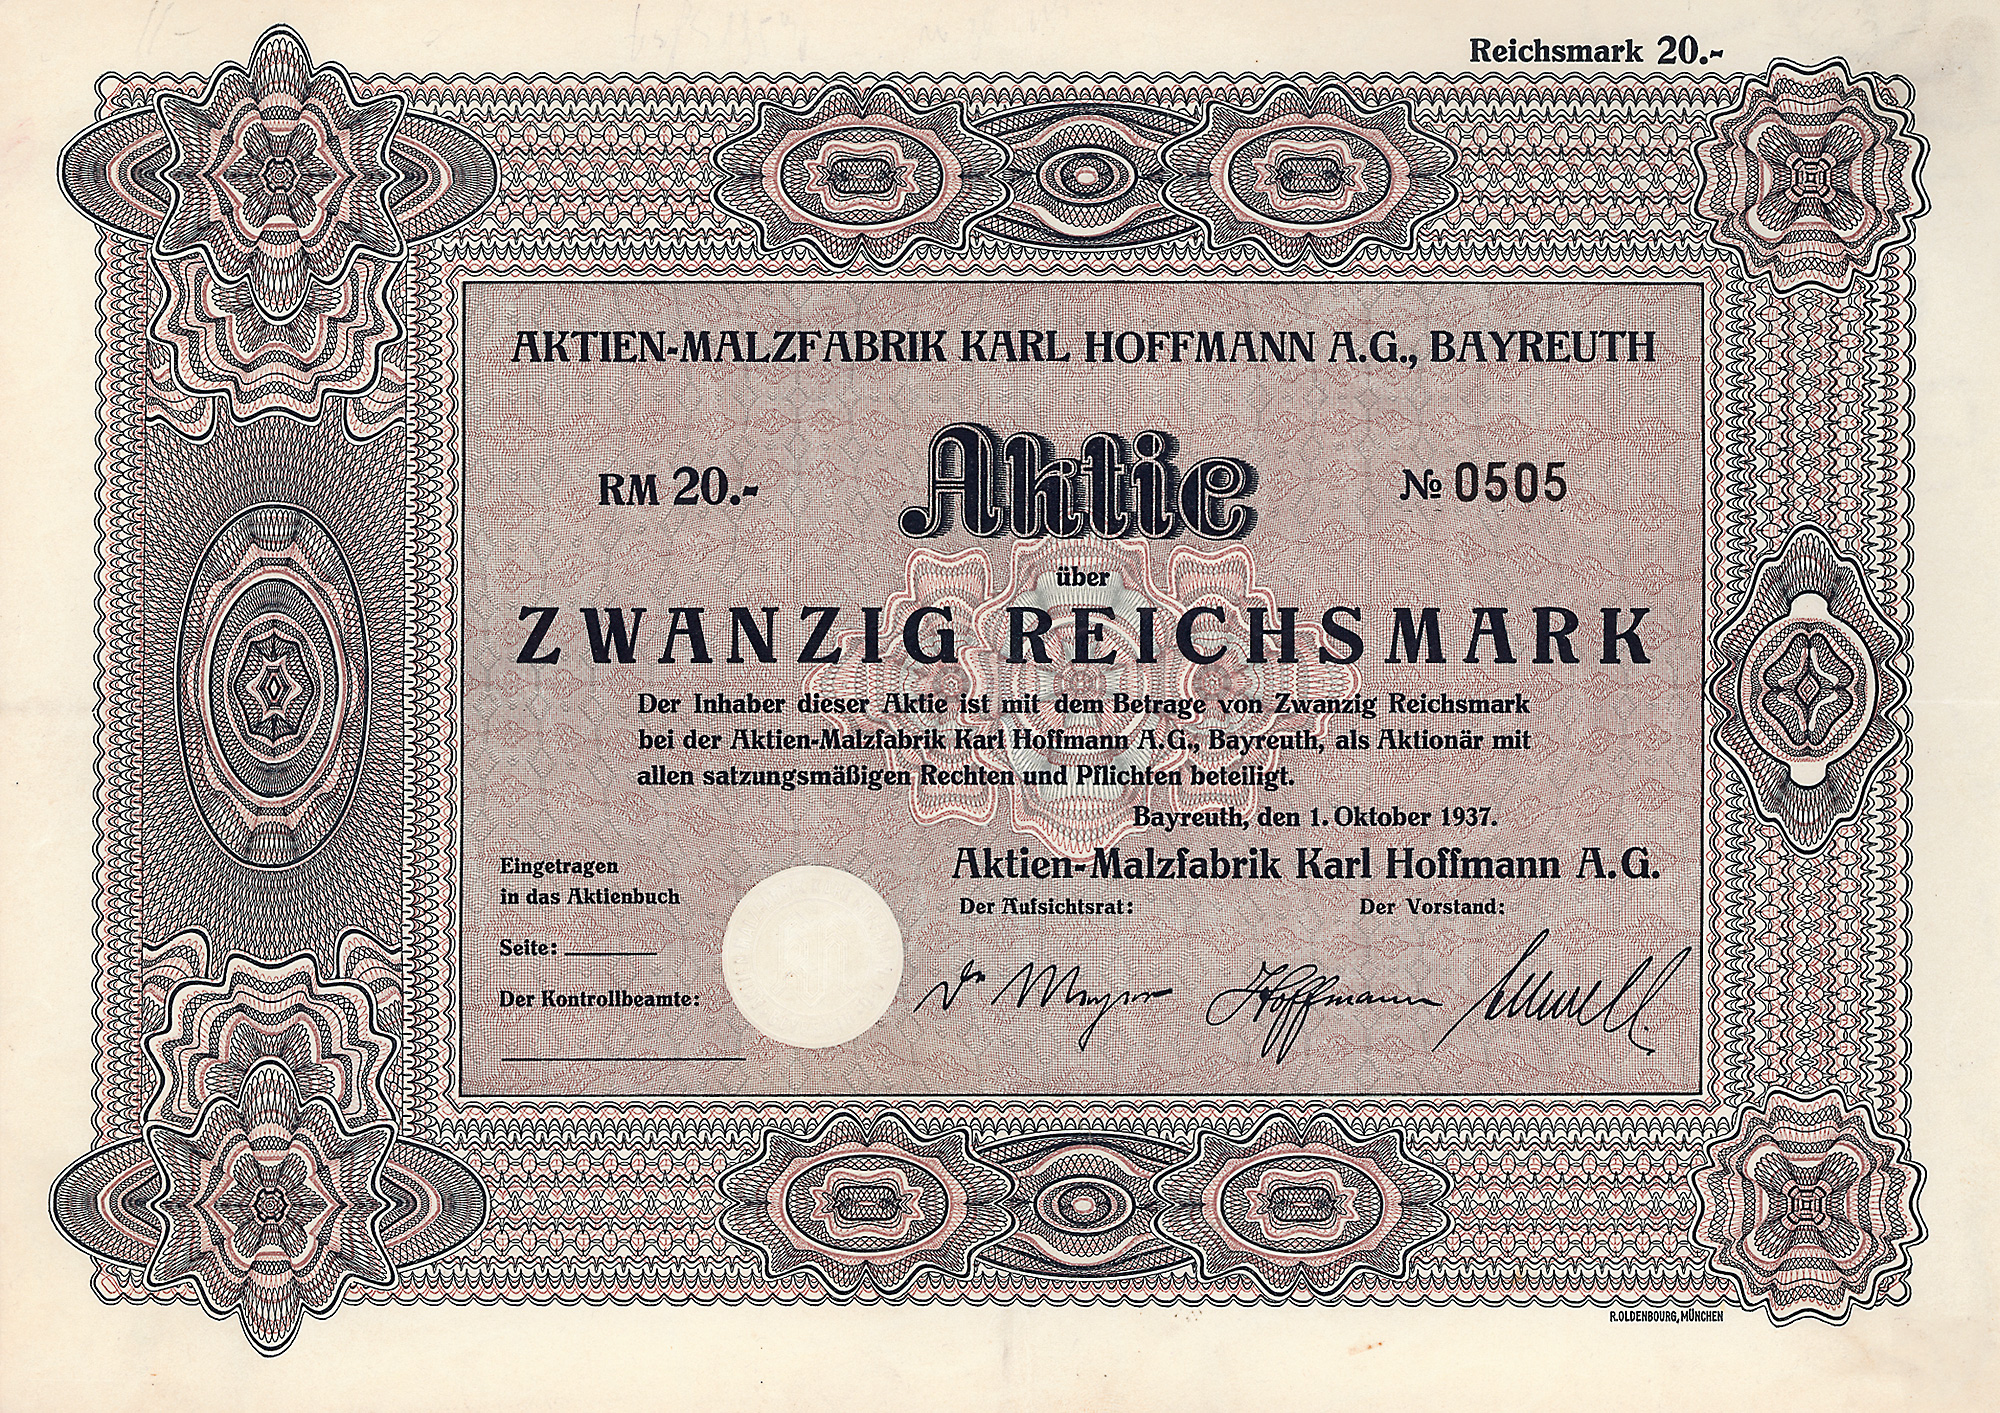 Reichsmark 20.-
AKTIEN-MALZFABRIK KARL HOFFMANN A.G., BAYREUTH
RM 20.- Aktie № 0505
über
ZWANZIG REICHSMARK
Der Inhaber dieser Aktie ist mit dem Betrage von Zwanzig Reichsmark
bei der Aktien-Malzfabrik Karl Hoffmann A.G., Bayreuth, als Aktionär mit
allen satzungsmäßigen Rechten und Pflichten beteiligt.
Bayreuth, den 1. Oktober 1937.
Aktien-Malzfabrik Karl Hoffmann A.G.
Der Aufsichtsrat: Der Vorstand:
Eingetragen
in das Aktienbuch
Seite:
Der Kontrollbeamte:
Hoffmann
R. OLDENBOURG, MÜNCHEN